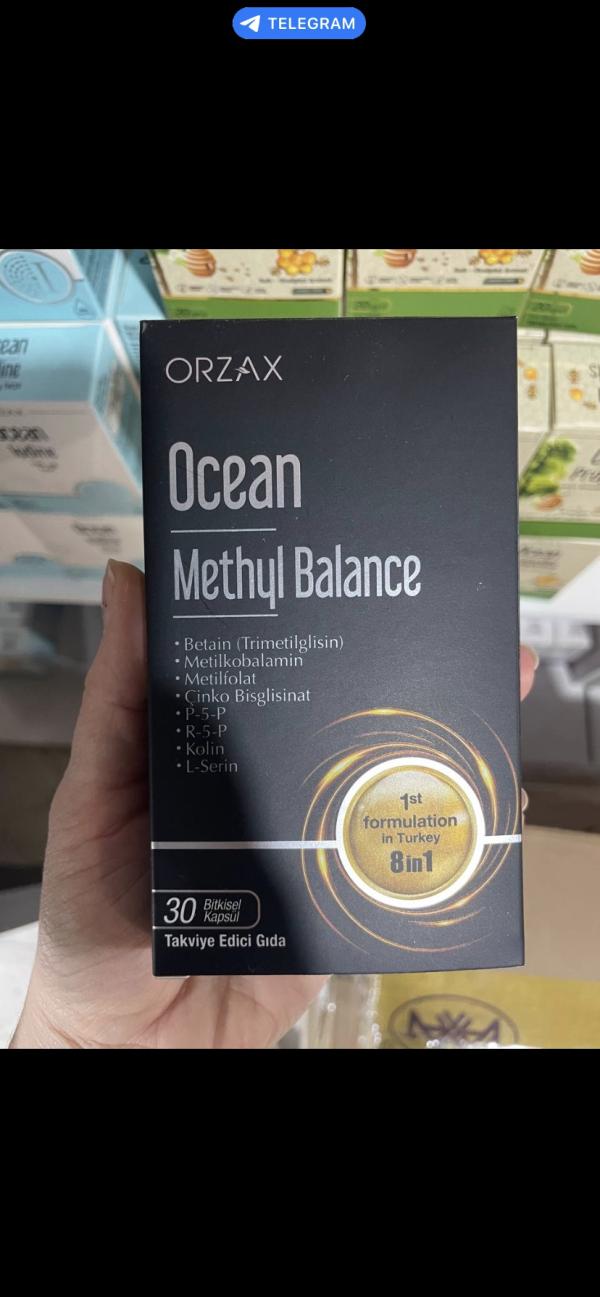 TELEGRAM
ORZAX
Ocean
Methyl Balance
• Betain (Trimetilglisin)
• Metilkobalamin
• Metilfolat
• Çinko Bisglisinat
• P-5-P
• R-5-P
• Kolin
• L-Serin
1st
formulation
in Turkey
8in1
30 Bitkisel
Kapsül
Takviye Edici Gıda